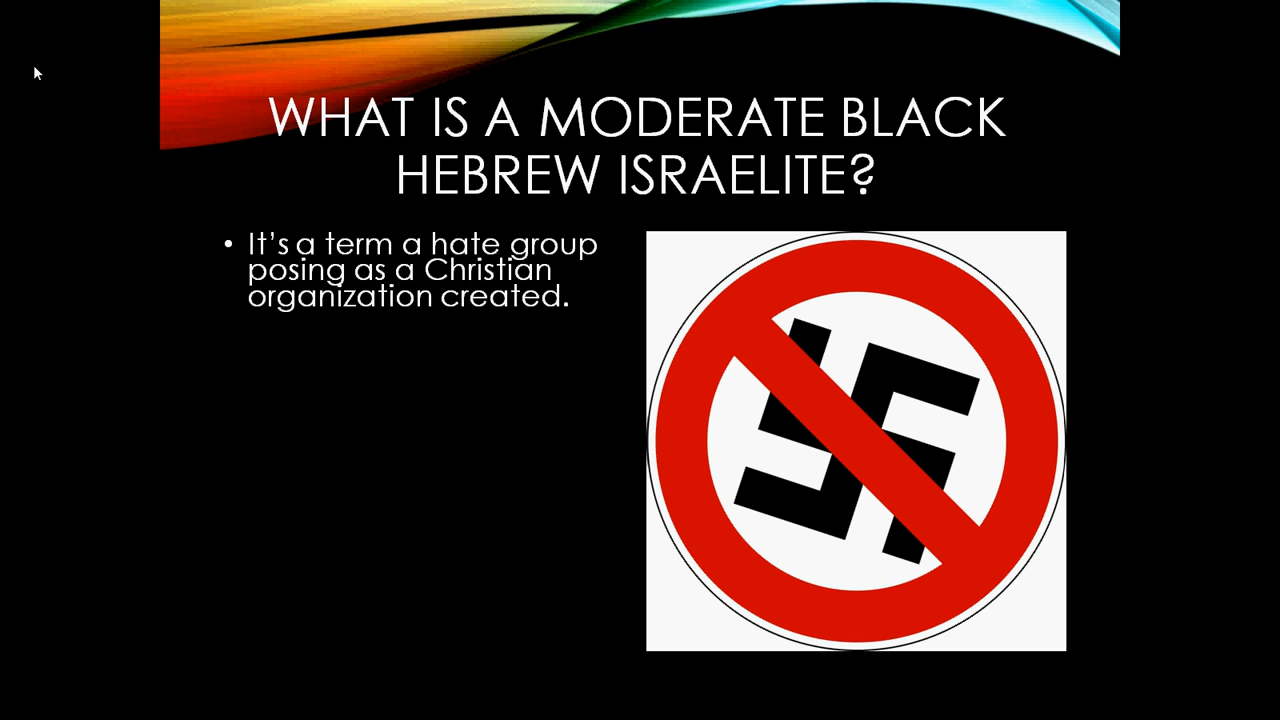 WHAT IS A MODERATE BLACK
HEBREW ISRAELITE?
• It's a term a hate group
posing as a Christian
organization created.